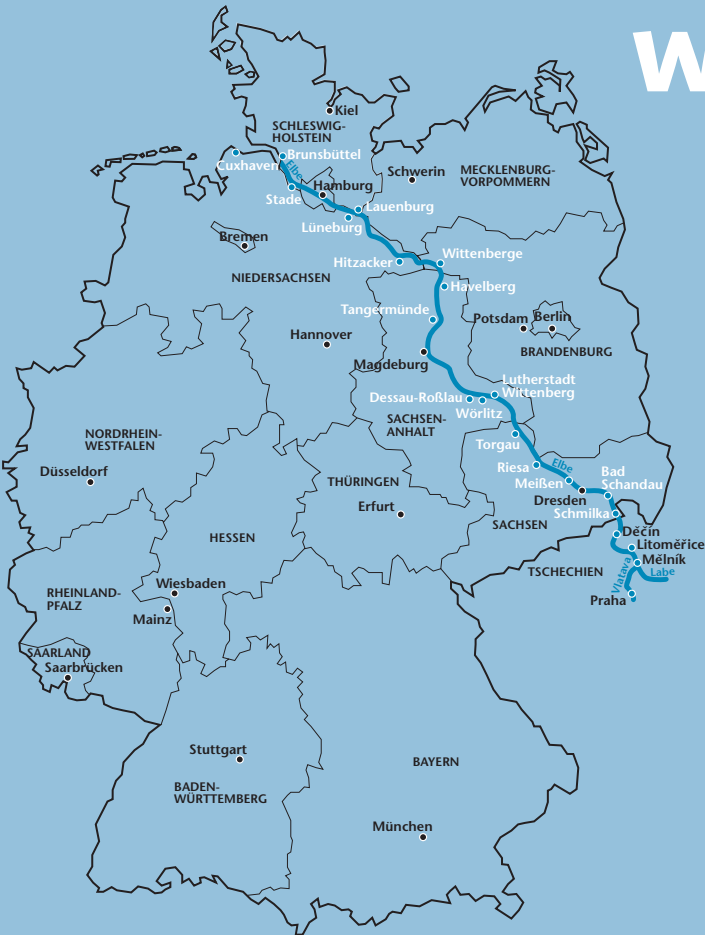 W
Kiel
SCHLESWIG-
HOLSTEIN
Brunsbüttel
Cuxhaven
Elbe
Schwerin
MECKLENBURG-
VORPOMMERN
Hamburg
Stade
Lauenburg
Lüneburg
Bremen
Wittenberge
Hitzacker
NIEDERSACHSEN
Havelberg
Tangermünde
Potsdam
Berlin
Hannover
BRANDENBURG
Magdeburg
Lutherstadt
Wittenberg
Dessau-Roßlau
Wörlitz
SACHSEN-
ANHALT
NORDRHEIN-
WESTFALEN
Torgau
Düsseldorf
THÜRINGEN
Riesa
Elbe
Meißen
Bad
Schandau
Dresden
Erfurt
Schmilka
SACHSEN
HESSEN
Děčín
Litoměřice
Mělník
TSCHECHIEN
Vlatava
Labe
Wiesbaden
RHEINLAND-
PFALZ
Praha
Mainz
SAARLAND
Saarbrücken
Stuttgart
BAYERN
BADEN-
WÜRTTEMBERG
München